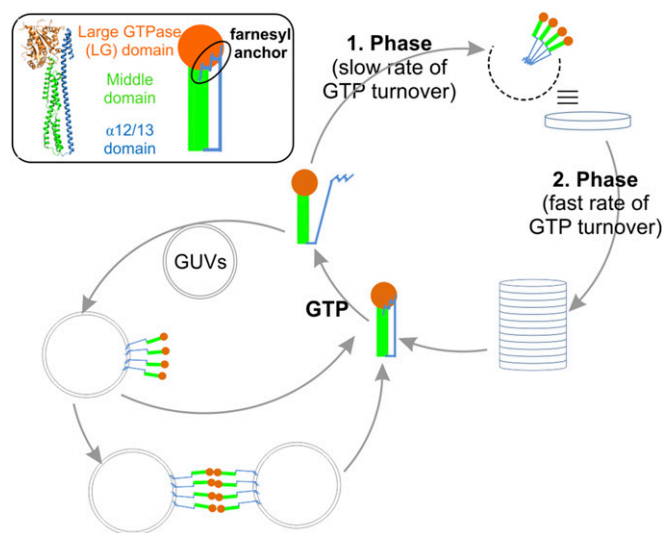 Large GTPase
(LG) domain
farnesyl
anchor
Middle
domain
α12/13
domain
1. Phase
(slow rate of
GTP turnover)
2. Phase
(fast rate of
GTP turnover)
GUVs
GTP